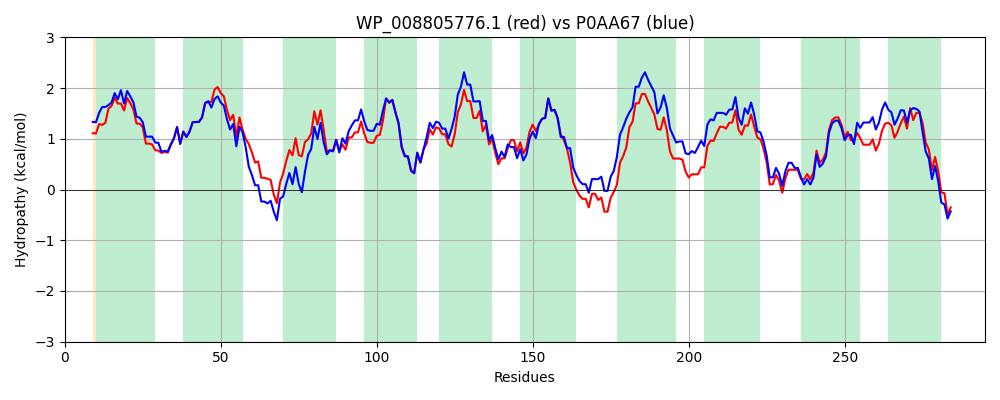 WP_008805776.1 (red) vs P0AA67 (blue)
3
2
1
0
−1
−2
−3
Hydropathy (kcal/mol)
0 50 100 150 200 250
Residues